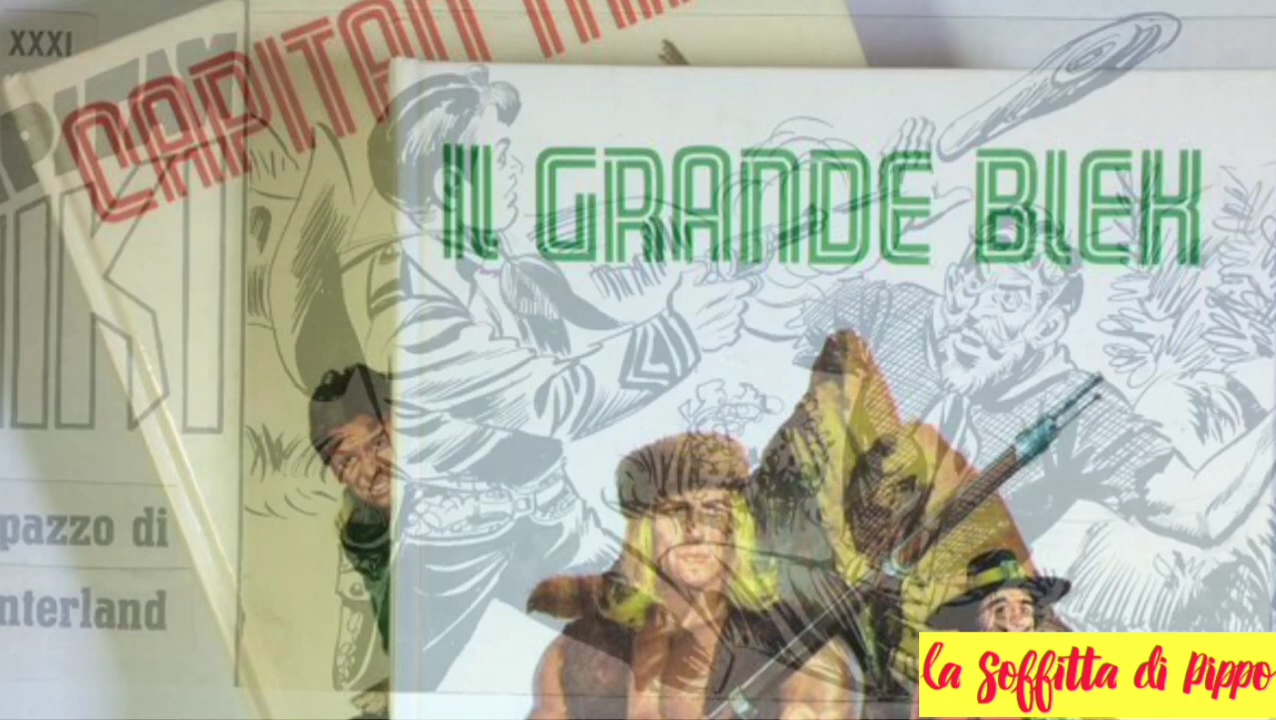 XXXI
CAPITAN
IL GRANDE BLEK
pazzo di
nterland
La Soffitta di Pippo